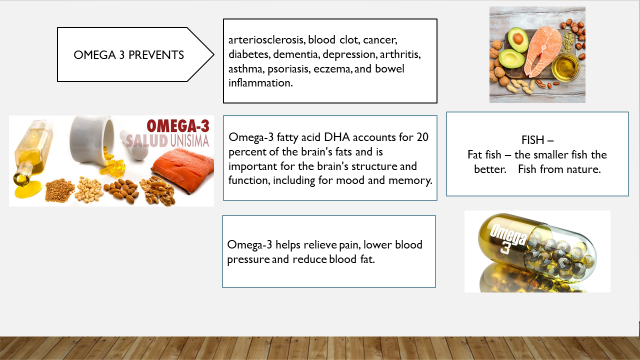 OMEGA 3 PREVENTS
arteriosclerosis, blood clot, cancer,
diabetes, dementia, depression, arthritis,
asthma, psoriasis, eczema, and bowel
inflammation.
OMEGA-3
SALUD UNISIMA
Omega-3 fatty acid DHA accounts for 20
percent of the brain's fats and is
important for the brain's structure and
function, including for mood and memory.
FISH –
Fat fish – the smaller fish the
better. Fish from nature.
Omega-3 helps relieve pain, lower blood
pressure and reduce blood fat.
Omega
3